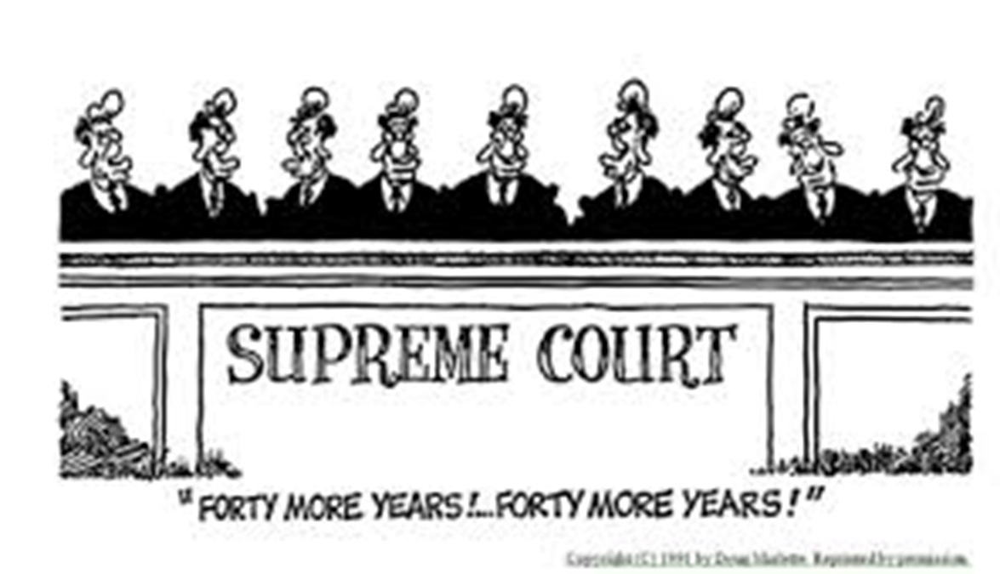 SUPREME COURT
"FORTY MORE YEARS!...FORTY MORE YEARS!"
Copyright (C) 1991 by Doug Marlette. Reprinted by permission.